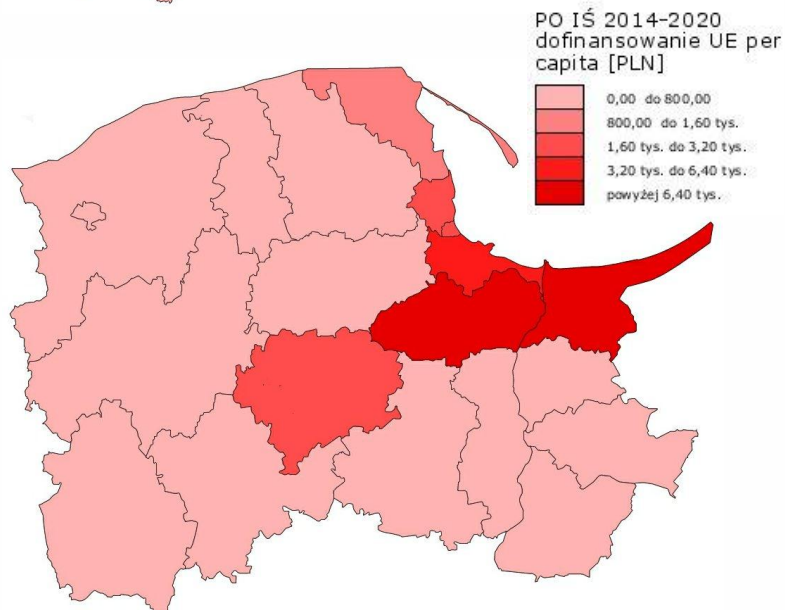 PO IŚ 2014-2020
dofinansowanie UE per
capita [PLN]
0,00 do 800,00
800,00 do 1,60 tys.
1,60 tys. do 3,20 tys.
3,20 tys. do 6,40 tys.
powyżej 6,40 tys.